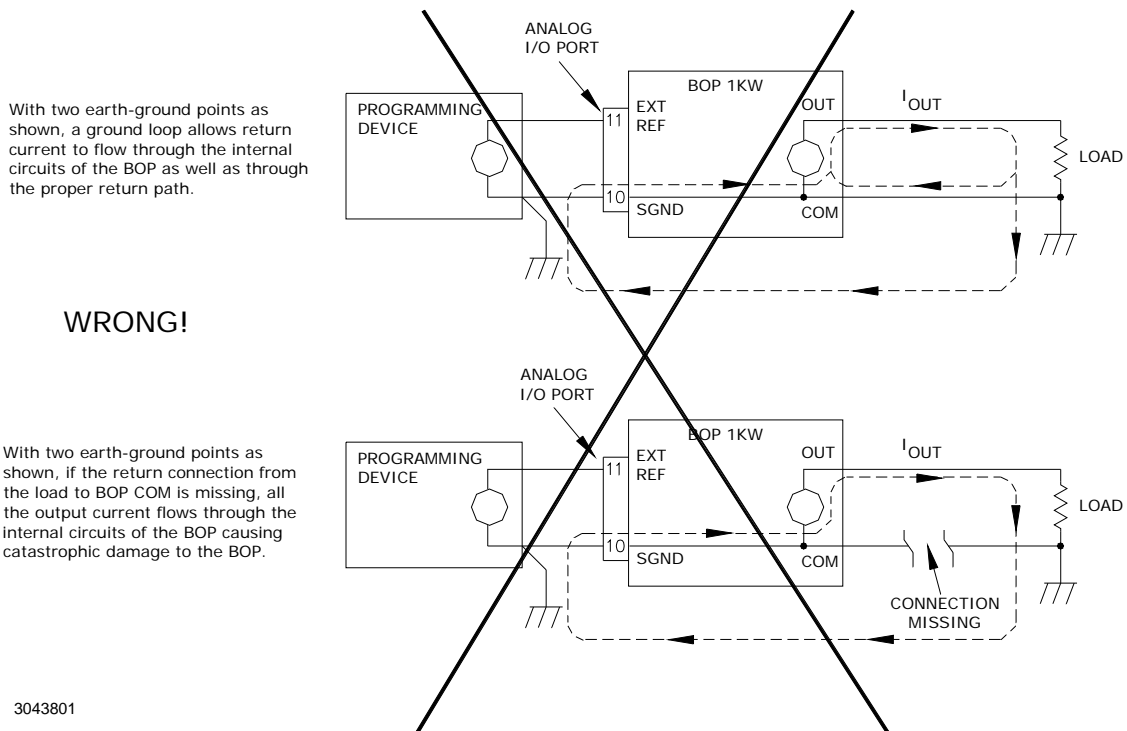 With two earth-ground points as
shown, a ground loop allows return
current to flow through the internal
circuits of the BOP as well as through
the proper return path.
PROGRAMMING
DEVICE
ANALOG
I/O PORT
11
EXT
REF
10
SGND
BOP 1KW
OUT
COM
IOUT
LOAD
WRONG!
With two earth-ground points as
shown, if the return connection from
the load to BOP COM is missing, all
the output current flows through the
internal circuits of the BOP causing
catastrophic damage to the BOP.
PROGRAMMING
DEVICE
ANALOG
I/O PORT
11
EXT
REF
10
SGND
BOP 1KW
OUT
COM
IOUT
LOAD
CONNECTION
MISSING
3043801